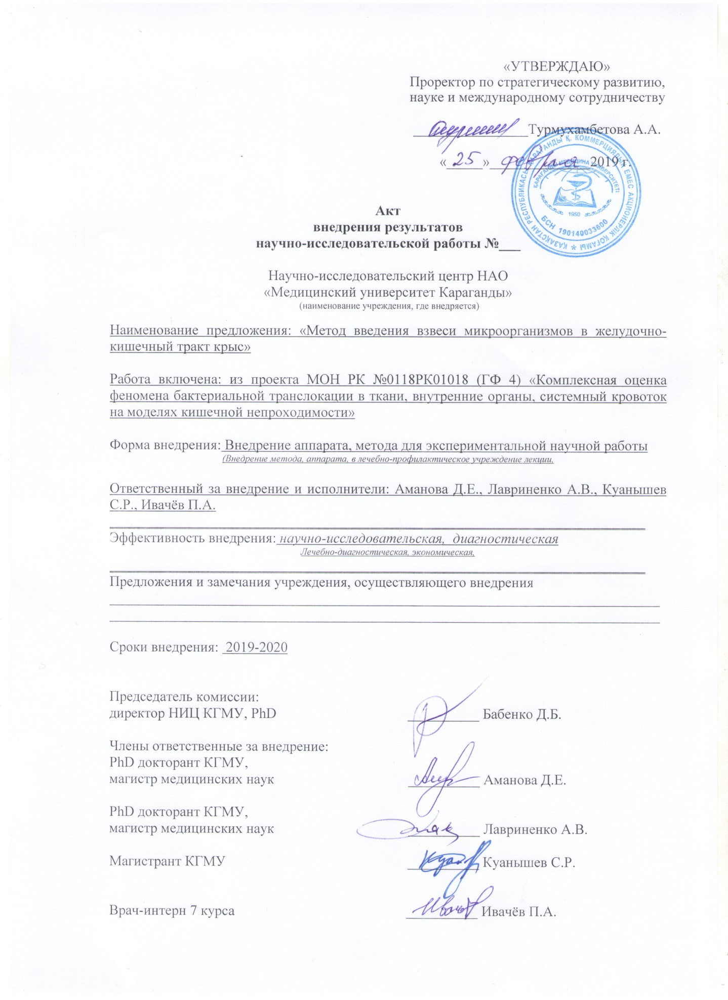 «УТВЕРЖДАЮ»
Проректор по стратегическому развитию,
науке и международному сотрудничеству
Турмухамбетова А.А.
«25» февраля 2019 г.
ҚАЗАҚСТАН РЕСПУБЛИКАСЫ ҚАРАҒАНДЫ Қ. КОММЕРЦИЯЛЫҚ ЕМЕС АКЦИОНЕРЛІК ҚОҒАМЫ
ҚАРАҒАНДЫ МЕДИЦИНА УНИВЕРСИТЕТІ
1950
БСН 190140033600
Акт
внедрения результатов
научно-исследовательской работы №___
Научно-исследовательский центр НАО
«Медицинский университет Караганды»
(наименование учреждения, где внедряется)
Наименование предложения: «Метод введения взвеси микроорганизмов в желудочно-
кишечный тракт крыс»
Работа включена: из проекта МОН РК №0118РК01018 (ГФ 4) «Комплексная оценка
феномена бактериальной транслокации в ткани, внутренние органы, системный кровоток
на моделях кишечной непроходимости»
Форма внедрения: Внедрение аппарата, метода для экспериментальной научной работы
(Внедрение метода, аппарата, в лечебно-профилактическое учреждение лекции,
Ответственный за внедрение и исполнители: Аманова Д.Е., Лавриненко А.В., Куанышев
С.Р., Ивачёв П.А.
Эффективность внедрения: научно-исследовательская, диагностическая
Лечебно-диагностическая, экономическая,
Предложения и замечания учреждения, осуществляющего внедрения
Сроки внедрения: 2019-2020
Председатель комиссии:
директор НИЦ КГМУ, PhD Бабенко Д.Б.
Члены ответственные за внедрение:
PhD докторант КГМУ,
магистр медицинских наук Аманова Д.Е.
PhD докторант КГМУ,
магистр медицинских наук Лавриненко А.В.
Магистрант КГМУ Куанышев С.Р.
Врач-интерн 7 курса Ивачёв П.А.